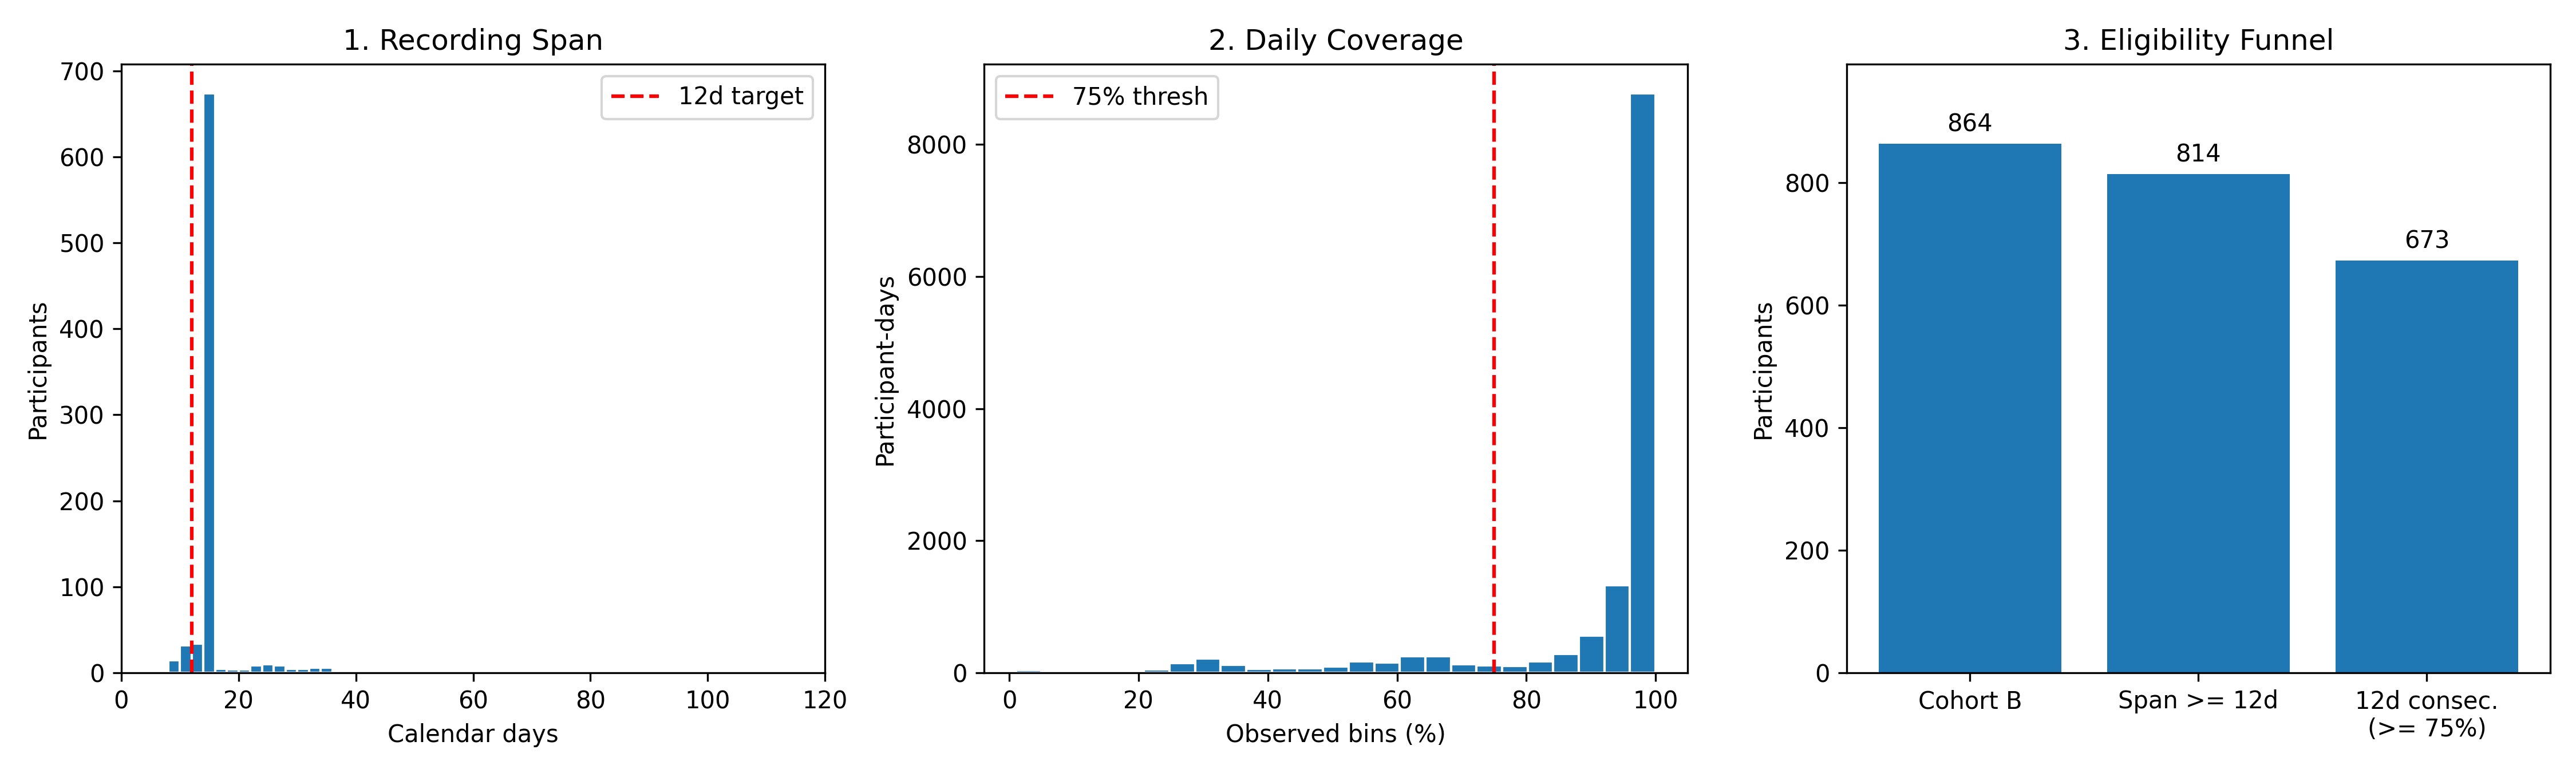 1. Recording Span
700
600
500
400
300
200
100
0
Participants
0 20 40 60 80 100 120
Calendar days
12d target
2. Daily Coverage
8000
6000
4000
2000
0
Participant-days
0 20 40 60 80 100
Observed bins (%)
75% thresh
3. Eligibility Funnel
800
600
400
200
0
Participants
864
814
673
Cohort B
Span >= 12d
12d consec.
(>= 75%)